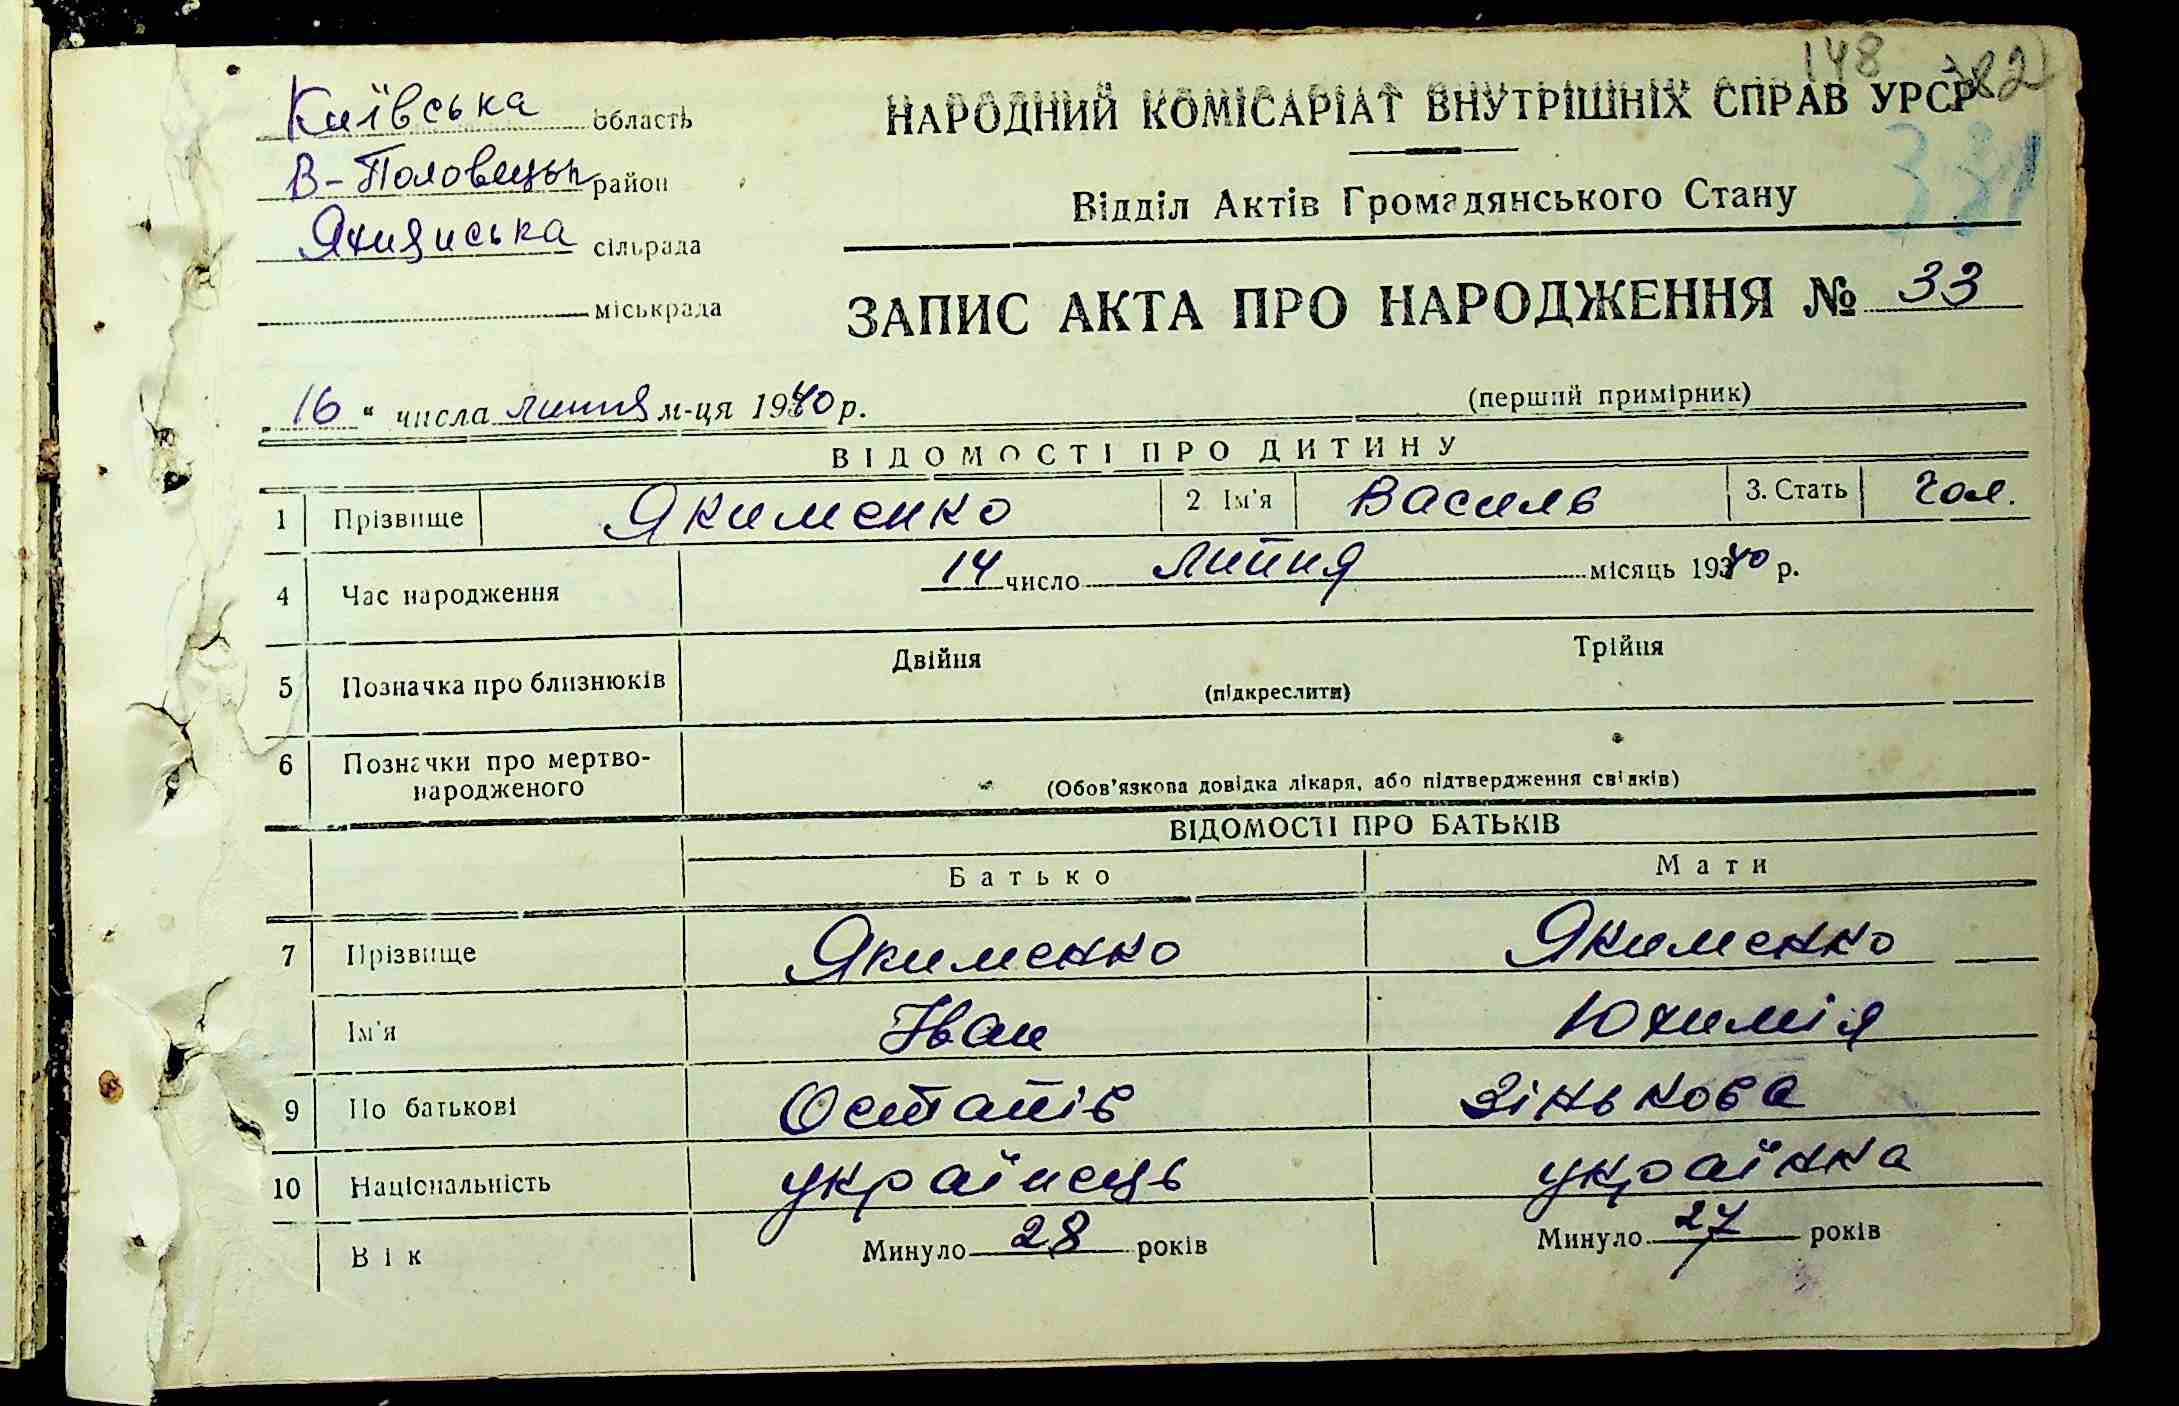 148 382
Київська область
НАРОДНИЙ КОМІСАРІАТ ВНУТРІШНІХ СПРАВ УРСР
331
В-Половецьк район
Відділ Актів Громадянського Стану
Яхнянська сільрада
міськрада
ЗАПИС АКТА ПРО НАРОДЖЕННЯ № 33
16 " числа липня м-ця 1940 р.
(перший примірник)
ВІДОМОСТІ ПРО ДИТИНУ
1 Прізвище Якименко 2 Ім'я Василь 3. Стать чол.
4 Час народження 14 число липня місяць 1940 р.
5 Позначка про близнюків Двійня Трійня
(підкреслити)
6 Позначки про мертво-
народженого
(Обов'язкова довідка лікаря, або підтвердження свідків)
ВІДОМОСТІ ПРО БАТЬКІВ
Батько Мати
7 Прізвище Якименко Якименко
Ім'я Іван Юхимія
9 По батькові Остапів Зінькова
10 Національність українець українка
Вік Минуло 28 років Минуло 27 років